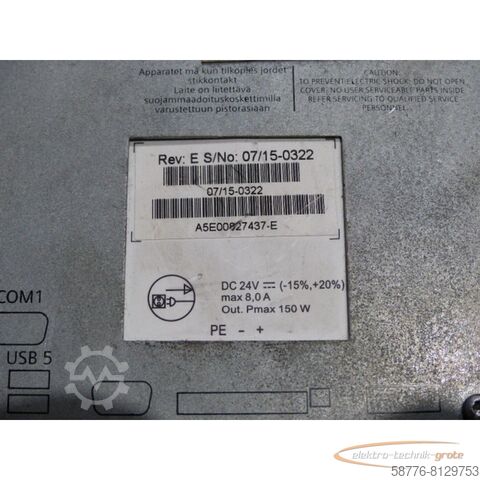 Apparatet må kun tilkoples jordet
stikkontakt
Laite on liitettävä
suojammaadoituskoskettimilla
varustettuun pistorasiaan
CAUTION:
TO PREVENT ELECTRIC SHOCK, DO NOT OPEN
COVER, NO USER SERVICEABLE PARTS INSIDE
REFER SERVICING TO QUALIFIED SERVICE
PERSONNEL.
Rev: E S/No: 07/15-0322
07/15-0322
A5E00827437-E
DC 24V (-15%,+20%)
max 8,0 A
Out. Pmax 150 W
PE - +
COM1
USB 5
elektro-technik-grote
58776-8129753